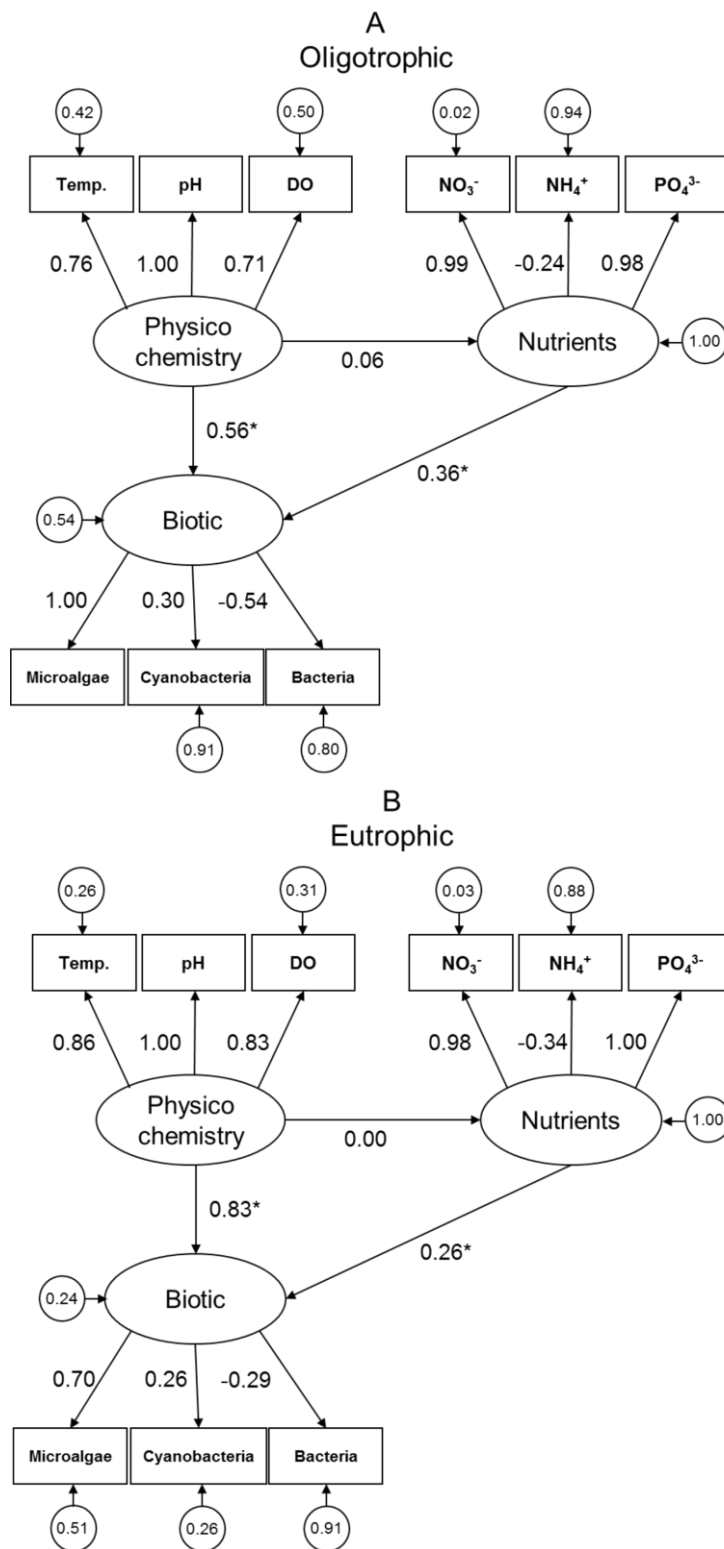 A
Oligotrophic
0.42
0.50
0.02
0.94
Temp.
pH
DO
NO₃⁻
NH₄⁺
PO₄³⁻
0.76
1.00
0.71
0.99
-0.24
0.98
Physico
chemistry
Nutrients
1.00
0.06
0.56*
0.36*
0.54
Biotic
1.00
0.30
-0.54
Microalgae
Cyanobacteria
Bacteria
0.91
0.80
B
Eutrophic
0.26
0.31
0.03
0.88
Temp.
pH
DO
NO₃⁻
NH₄⁺
PO₄³⁻
0.86
1.00
0.83
0.98
-0.34
1.00
Physico
chemistry
Nutrients
1.00
0.00
0.83*
0.26*
0.24
Biotic
0.70
0.26
-0.29
Microalgae
Cyanobacteria
Bacteria
0.51
0.26
0.91